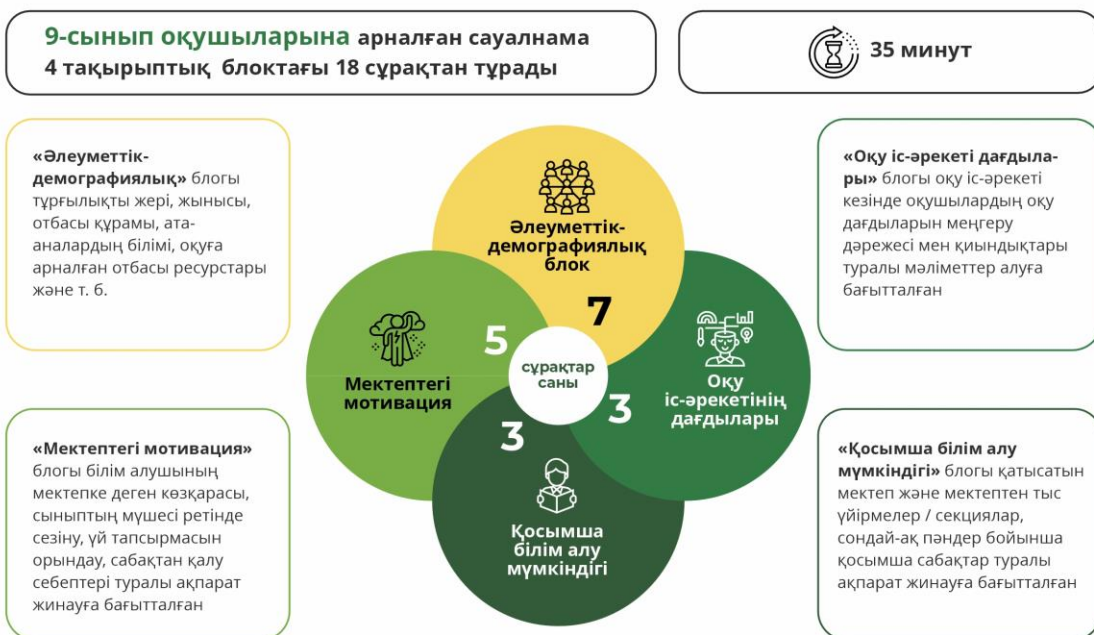 9-сынып оқушыларына арналған сауалнама
4 тақырыптық блоктағы 18 сұрақтан тұрады
35 минут
«Әлеуметтік-
демографиялық» блогы
тұрғылықты жері, жынысы,
отбасы құрамы, ата-
аналардың білімі, оқуға
арналған отбасы ресурстары
және т. б.
«Мектептегі мотивация»
блогы білім алушының
мектепке деген көзқарасы,
сыныптың мүшесі ретінде
сезіну, үй тапсырмасын
орындау, сабақтан қалу
себептері туралы ақпарат
жинауға бағытталған
Әлеуметтік-
демографиялық
блок
7
5
Мектептегі
мотивация
сұрақтар
саны
Оқу
іс-әрекетінің
дағдылары
3
3
Қосымша
білім алу
мүмкіндігі
«Оқу іс-әрекеті дағдыла-
ры» блогы оқу іс-әрекеті
кезінде оқушылардың оқу
дағдыларын меңгеру
дәрежесі мен қиындықтары
туралы мәліметтер алуға
бағытталған
«Қосымша білім алу
мүмкіндігі» блогы қатысатын
мектеп және мектептен тыс
үйірмелер / секциялар,
сондай-ақ пәндер бойынша
қосымша сабақтар туралы
ақпарат жинауға бағытталған